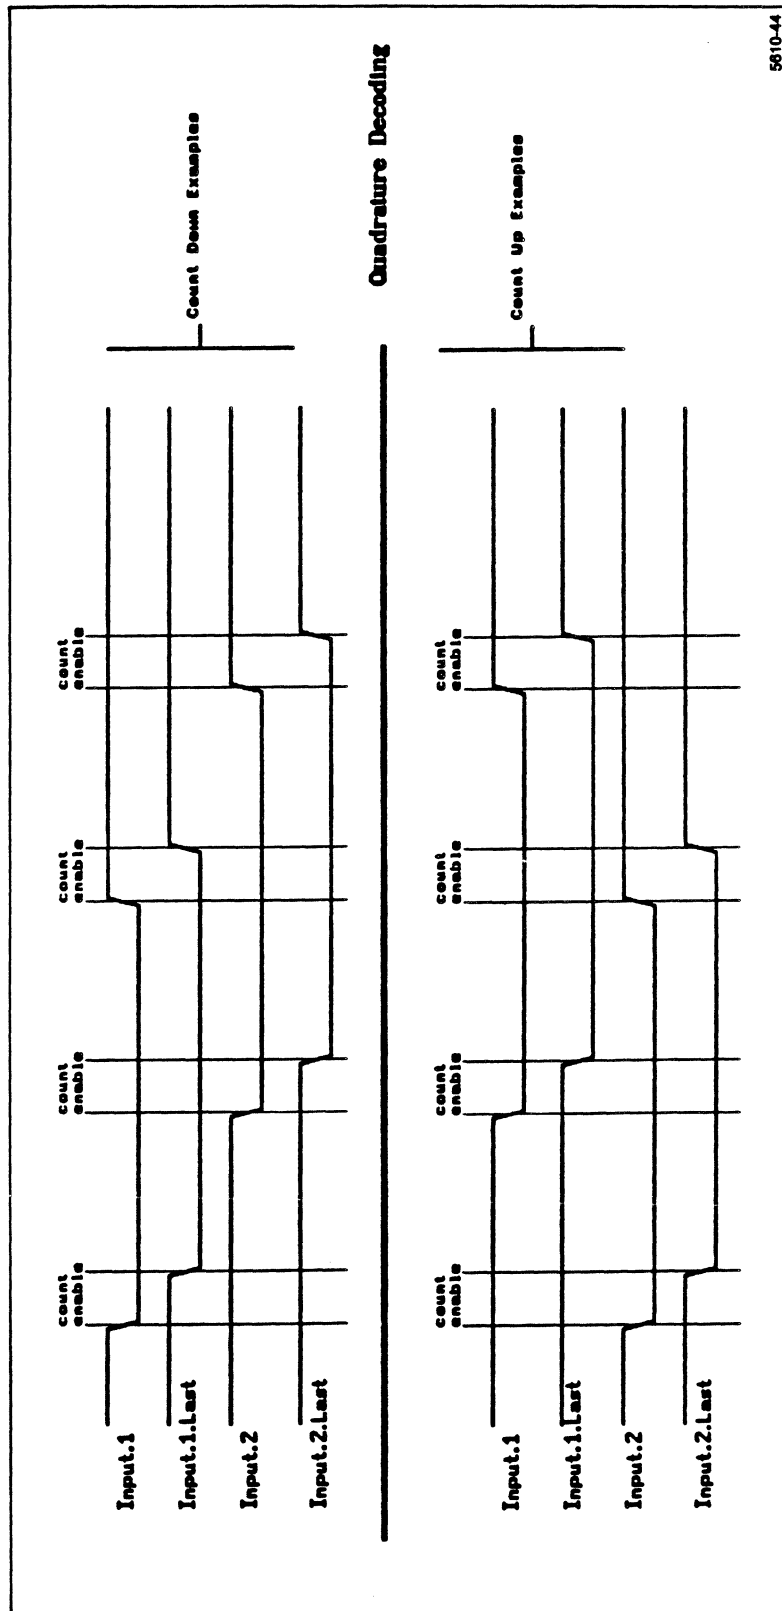 count
enable
count
enable
count
enable
count
enable
Input.1
Input.1.Last
Input.2
Input.2.Last
Count Down Examples
Quadrature Decoding
count
enable
count
enable
count
enable
count
enable
Input.1
Input.1.Last
Input.2
Input.2.Last
Count Up Examples
5610-44